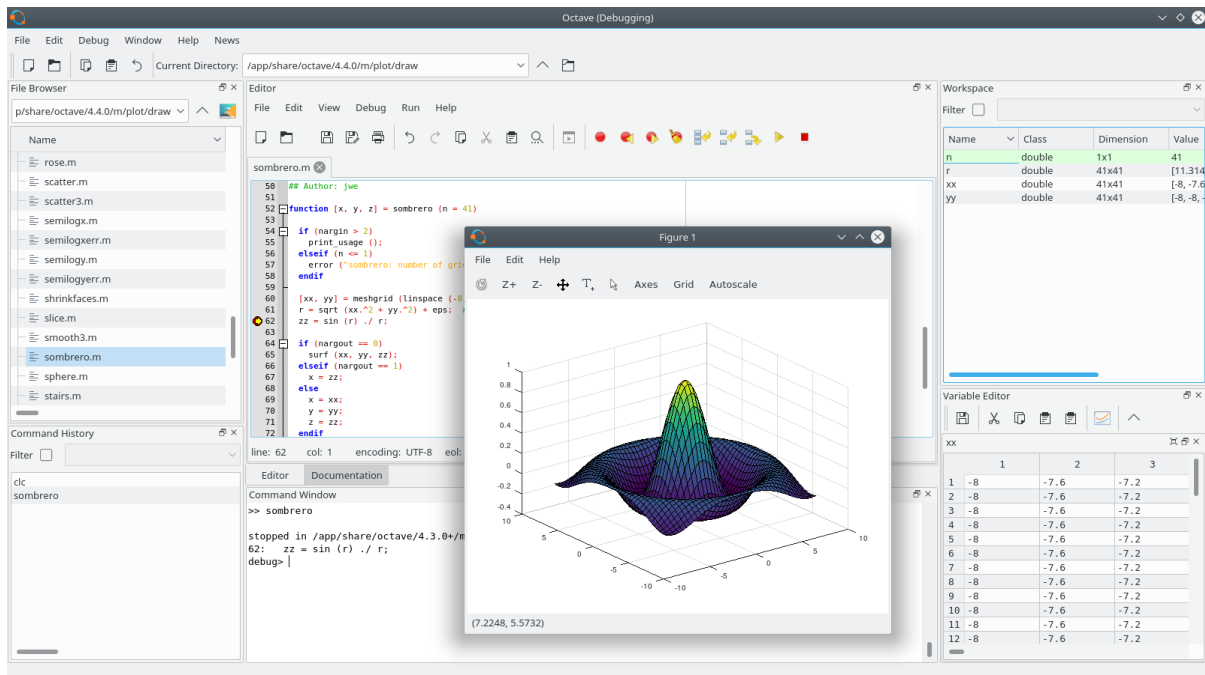 Octave (Debugging)
File Edit Debug Window Help News
Current Directory: /app/share/octave/4.4.0/m/plot/draw
File Browser
p/share/octave/4.4.0/m/plot/draw
Name
rose.m
scatter.m
scatter3.m
semilogx.m
semilogxerr.m
semilogy.m
semilogyerr.m
shrinkfaces.m
slice.m
smooth3.m
sombrero.m
sphere.m
stairs.m
Command History
Filter
clc
sombrero
Editor
File Edit View Debug Run Help
sombrero.m
50 ## Author: jwe
51
52 function [x, y, z] = sombrero (n = 41)
53
54 if (nargin > 2)
55 print_usage ();
56 elseif (n <= 1)
57 error ("sombrero: number of gri
58 endif
59
60 [xx, yy] = meshgrid (linspace (-8
61 r = sqrt (xx.^2 + yy.^2) + eps; #
62 zz = sin (r) ./ r;
63
64 if (nargout == 0)
65 surf (xx, yy, zz);
66 elseif (nargout == 1)
67 x = zz;
68 else
69 x = xx;
70 y = yy;
71 z = zz;
72 endif
line: 62 col: 1 encoding: UTF-8 eol:
Editor Documentation
Command Window
>> sombrero
stopped in /app/share/octave/4.3.0+/m
62: zz = sin (r) ./ r;
debug>
Figure 1
File Edit Help
Z+ Z- T Axes Grid Autoscale
1
0.8
0.6
0.4
0.2
0
-0.2
-0.4
10
5
0
-5
-10
-10
-5
0
5
10
(7.2248, 5.5732)
Workspace
Filter
Name Class Dimension Value
n double 1x1 41
r double 41x41 [11.314
xx double 41x41 [-8, -7.6
yy double 41x41 [-8, -8, -
Variable Editor
xx
1 2 3
1 -8 -7.6 -7.2
2 -8 -7.6 -7.2
3 -8 -7.6 -7.2
4 -8 -7.6 -7.2
5 -8 -7.6 -7.2
6 -8 -7.6 -7.2
7 -8 -7.6 -7.2
8 -8 -7.6 -7.2
9 -8 -7.6 -7.2
10 -8 -7.6 -7.2
11 -8 -7.6 -7.2
12 -8 -7.6 -7.2